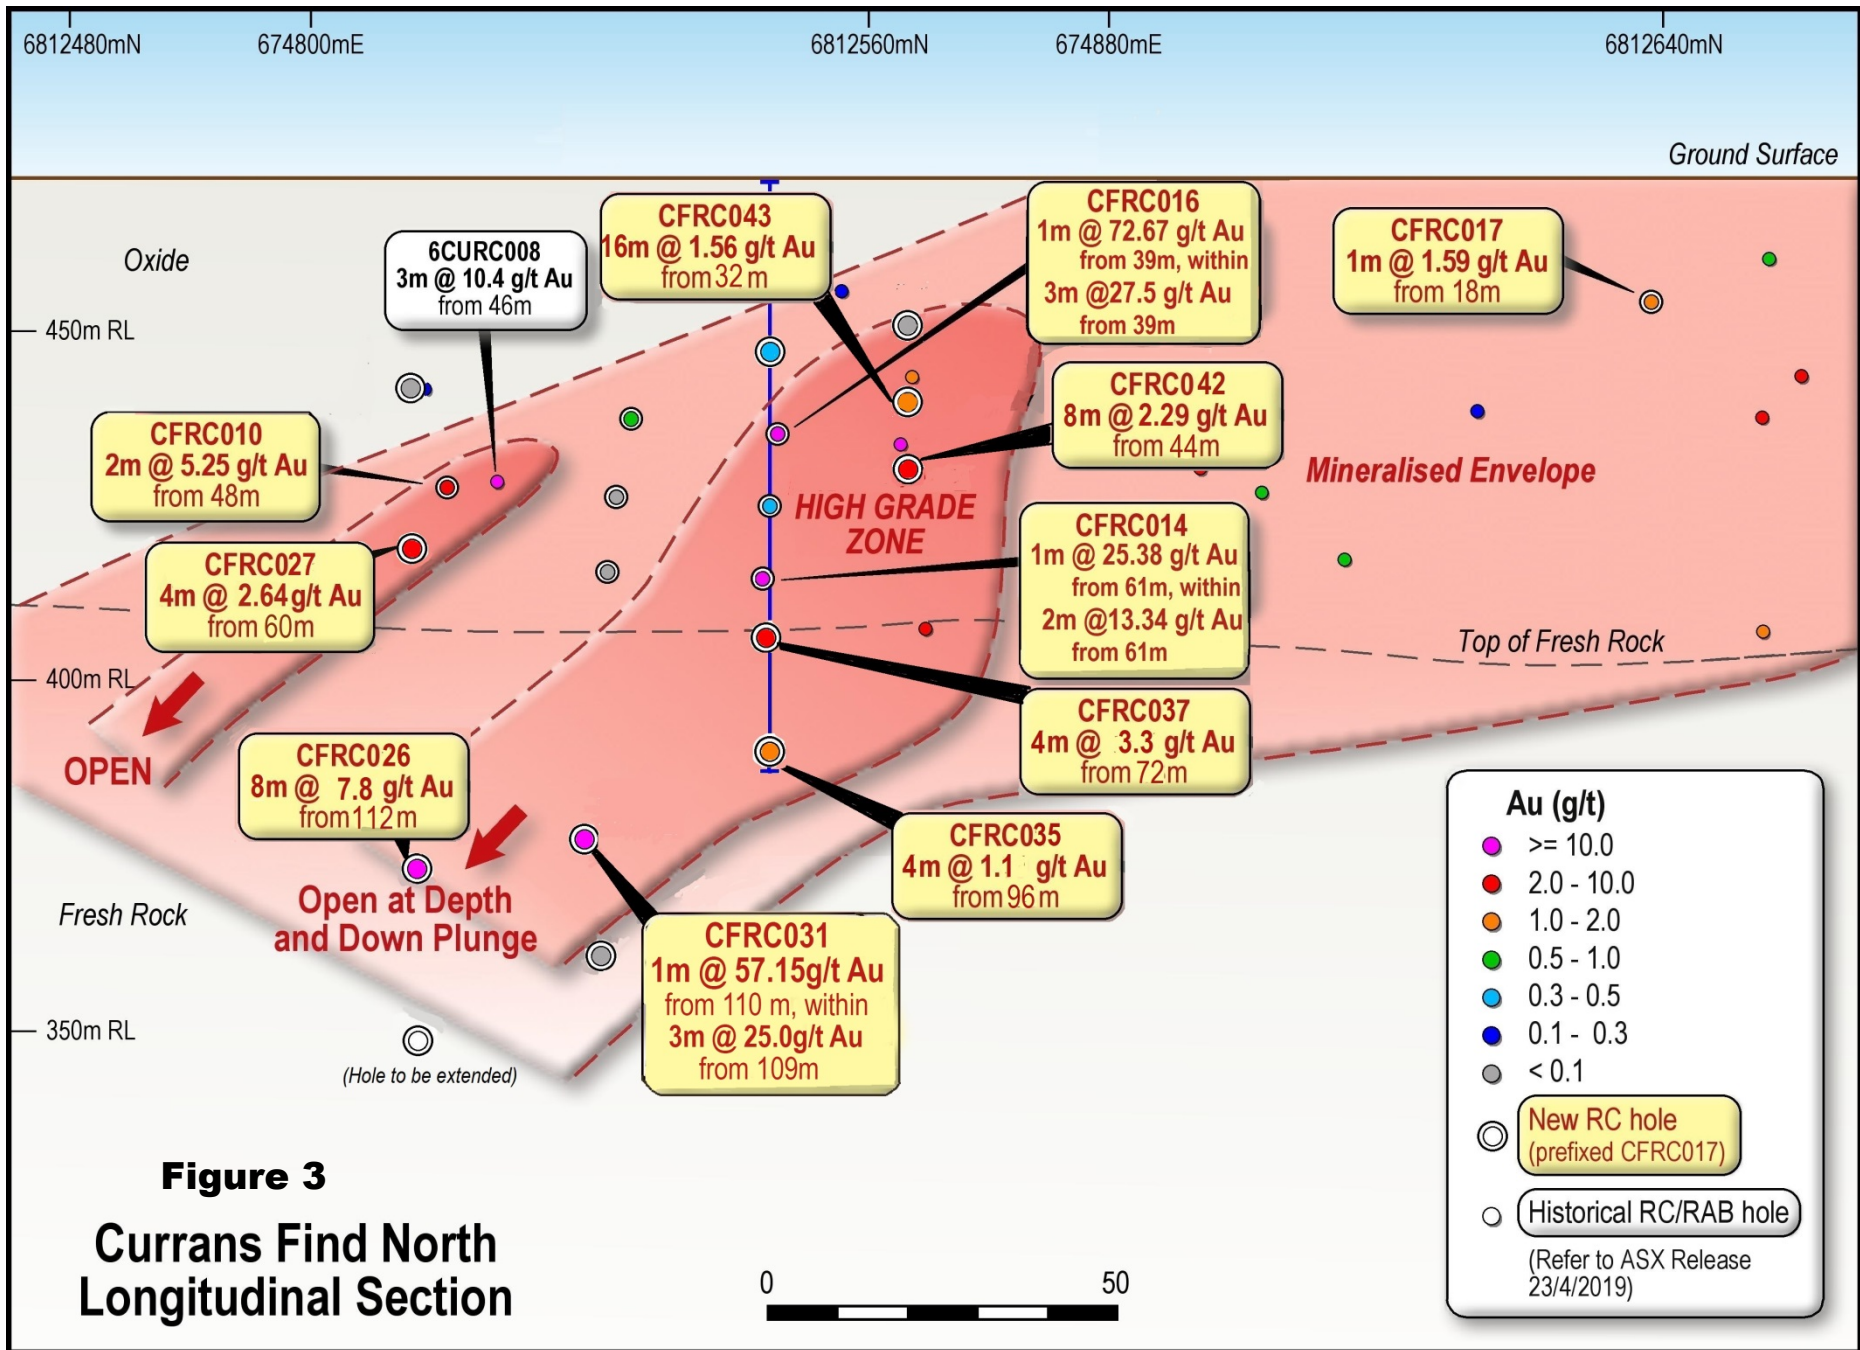 6812480mN
674800mE
6812560mN
674880mE
6812640mN
Ground Surface
Oxide
450m RL
6CURC008
3m @ 10.4 g/t Au
from 46m
CFRC043
16m @ 1.56 g/t Au
from 32 m
CFRC016
1m @ 72.67 g/t Au
from 39m, within
3m @27.5 g/t Au
from 39m
CFRC017
1m @ 1.59 g/t Au
from 18m
CFRC010
2m @ 5.25 g/t Au
from 48m
CFRC042
8m @ 2.29 g/t Au
from 44m
Mineralised Envelope
HIGH GRADE
ZONE
CFRC027
4m @ 2.64 g/t Au
from 60m
CFRC014
1m @ 25.38 g/t Au
from 61m, within
2m @13.34 g/t Au
from 61m
Top of Fresh Rock
400m RL
OPEN
CFRC037
4m @ 3.3 g/t Au
from 72m
CFRC026
8m @ 7.8 g/t Au
from112m
CFRC035
4m @ 1.1 g/t Au
from 96 m
Open at Depth
and Down Plunge
Fresh Rock
CFRC031
1m @ 57.15g/t Au
from 110 m, within
3m @ 25.0g/t Au
from 109m
350m RL
(Hole to be extended)
Au (g/t)
>= 10.0
2.0 - 10.0
1.0 - 2.0
0.5 - 1.0
0.3 - 0.5
0.1 - 0.3
< 0.1
New RC hole
(prefixed CFRC017)
Historical RC/RAB hole
(Refer to ASX Release
23/4/2019)
Figure 3
Currans Find North
Longitudinal Section
0
50